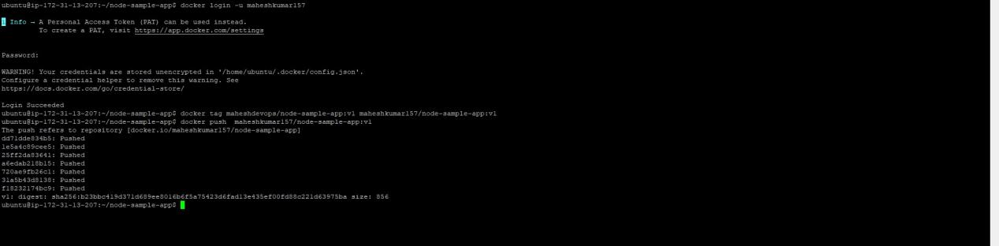 ubuntu@ip-172-31-13-207:~/node-sample-app$ docker login -u maheshkumar157
i Info → A Personal Access Token (PAT) can be used instead.
To create a PAT, visit https://app.docker.com/settings
Password:
WARNING! Your credentials are stored unencrypted in '/home/ubuntu/.docker/config.json'.
Configure a credential helper to remove this warning. See
https://docs.docker.com/go/credential-store/
Login Succeeded
ubuntu@ip-172-31-13-207:~/node-sample-app$ docker tag maheshdevops/node-sample-app:v1 maheshkumar157/node-sample-app:v1
ubuntu@ip-172-31-13-207:~/node-sample-app$ docker push  maheshkumar157/node-sample-app:v1
The push refers to repository [docker.io/maheshkumar157/node-sample-app]
dd71dde834b5: Pushed
1e5a4c89cee5: Pushed
25ff2da83641: Pushed
a6edab218b15: Pushed
720ae9fb26c1: Pushed
31a5b43d8138: Pushed
f18232174bc9: Pushed
v1: digest: sha256:b23bbc419d371d689ee8016b6f5a75423d6fad13e435ef00fd88c221d63975ba size: 856
ubuntu@ip-172-31-13-207:~/node-sample-app$